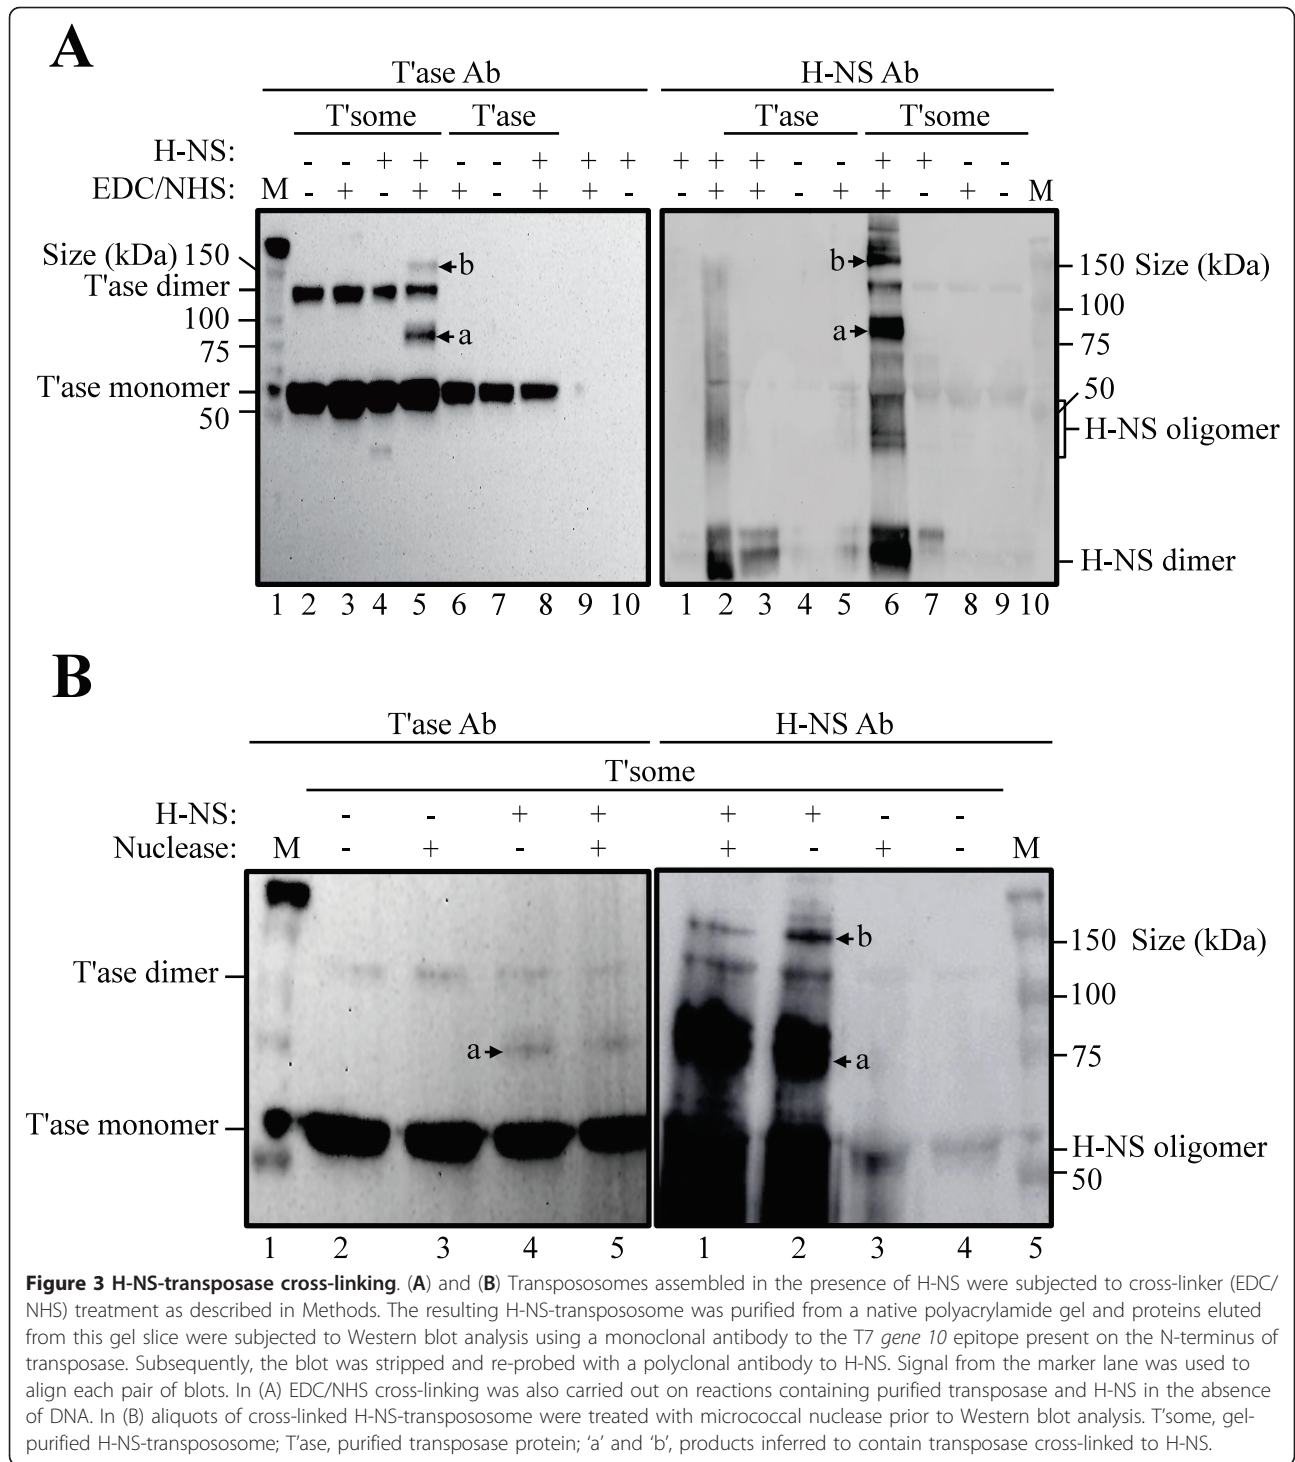 A
T'ase Ab H-NS Ab
T'some T'ase T'ase T'some
H-NS: - - + + - - + + + + + + - - + + - -
EDC/NHS: M - + - + + - + + - - + + - + + - + - M
Size (kDa) 150
T'ase dimer
100
75
T'ase monomer
50
b
a
b
a
150 Size (kDa)
100
75
50
H-NS oligomer
H-NS dimer
1 2 3 4 5 6 7 8 9 10 1 2 3 4 5 6 7 8 9 10
B
T'ase Ab H-NS Ab
T'some
H-NS: - - + + + + - -
Nuclease: M - + - + + - + - M
T'ase dimer
a
T'ase monomer
b
a
150 Size (kDa)
100
75
H-NS oligomer
50
1 2 3 4 5 1 2 3 4 5
Figure 3 H-NS-transposase cross-linking. (A) and (B) Transpososomes assembled in the presence of H-NS were subjected to cross-linker (EDC/
NHS) treatment as described in Methods. The resulting H-NS-transpososome was purified from a native polyacrylamide gel and proteins eluted
from this gel slice were subjected to Western blot analysis using a monoclonal antibody to the T7 gene 10 epitope present on the N-terminus of
transposase. Subsequently, the blot was stripped and re-probed with a polyclonal antibody to H-NS. Signal from the marker lane was used to
align each pair of blots. In (A) EDC/NHS cross-linking was also carried out on reactions containing purified transposase and H-NS in the absence
of DNA. In (B) aliquots of cross-linked H-NS-transpososome were treated with micrococcal nuclease prior to Western blot analysis. T'some, gel-
purified H-NS-transpososome; T'ase, purified transposase protein; 'a' and 'b', products inferred to contain transposase cross-linked to H-NS.